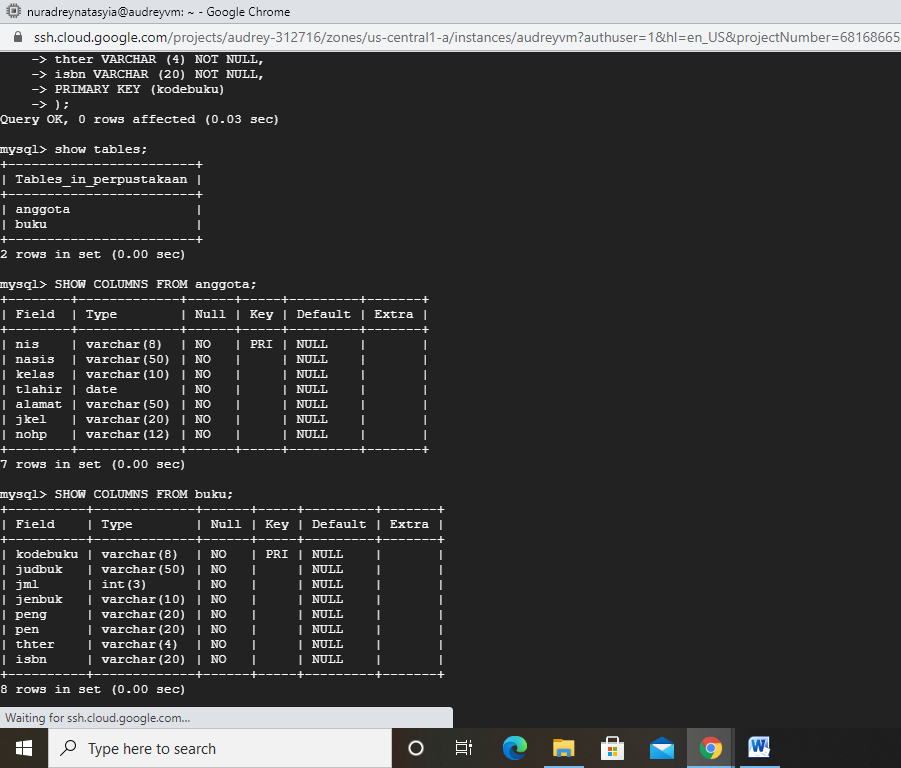 nuradreynatasyia@audreyvm: ~ - Google Chrome
ssh.cloud.google.com/projects/audrey-312716/zones/us-central1-a/instances/audreyvm?authuser=1&hl=en_US&projectNumber=68168665
    -> thter VARCHAR (4) NOT NULL,
    -> isbn VARCHAR (20) NOT NULL,
    -> PRIMARY KEY (kodebuku)
    -> );
Query OK, 0 rows affected (0.03 sec)
mysql> show tables;
+------------------------+
| Tables_in_perpustakaan |
+------------------------+
| anggota                |
| buku                   |
+------------------------+
2 rows in set (0.00 sec)
mysql> SHOW COLUMNS FROM anggota;
+--------+-------------+------+-----+---------+-------+
| Field  | Type        | Null | Key | Default | Extra |
+--------+-------------+------+-----+---------+-------+
| nis    | varchar(8)  | NO   | PRI | NULL    |       |
| nasis  | varchar(50) | NO   |     | NULL    |       |
| kelas  | varchar(10) | NO   |     | NULL    |       |
| tlahir | date        | NO   |     | NULL    |       |
| alamat | varchar(50) | NO   |     | NULL    |       |
| jkel   | varchar(20) | NO   |     | NULL    |       |
| nohp   | varchar(12) | NO   |     | NULL    |       |
+--------+-------------+------+-----+---------+-------+
7 rows in set (0.00 sec)
mysql> SHOW COLUMNS FROM buku;
+----------+-------------+------+-----+---------+-------+
| Field    | Type        | Null | Key | Default | Extra |
+----------+-------------+------+-----+---------+-------+
| kodebuku | varchar(8)  | NO   | PRI | NULL    |       |
| judbuk   | varchar(50) | NO   |     | NULL    |       |
| jml      | int(3)      | NO   |     | NULL    |       |
| jenbuk   | varchar(10) | NO   |     | NULL    |       |
| peng     | varchar(20) | NO   |     | NULL    |       |
| pen      | varchar(20) | NO   |     | NULL    |       |
| thter    | varchar(4)  | NO   |     | NULL    |       |
| isbn     | varchar(20) | NO   |     | NULL    |       |
+----------+-------------+------+-----+---------+-------+
8 rows in set (0.00 sec)
Waiting for ssh.cloud.google.com...
Type here to search